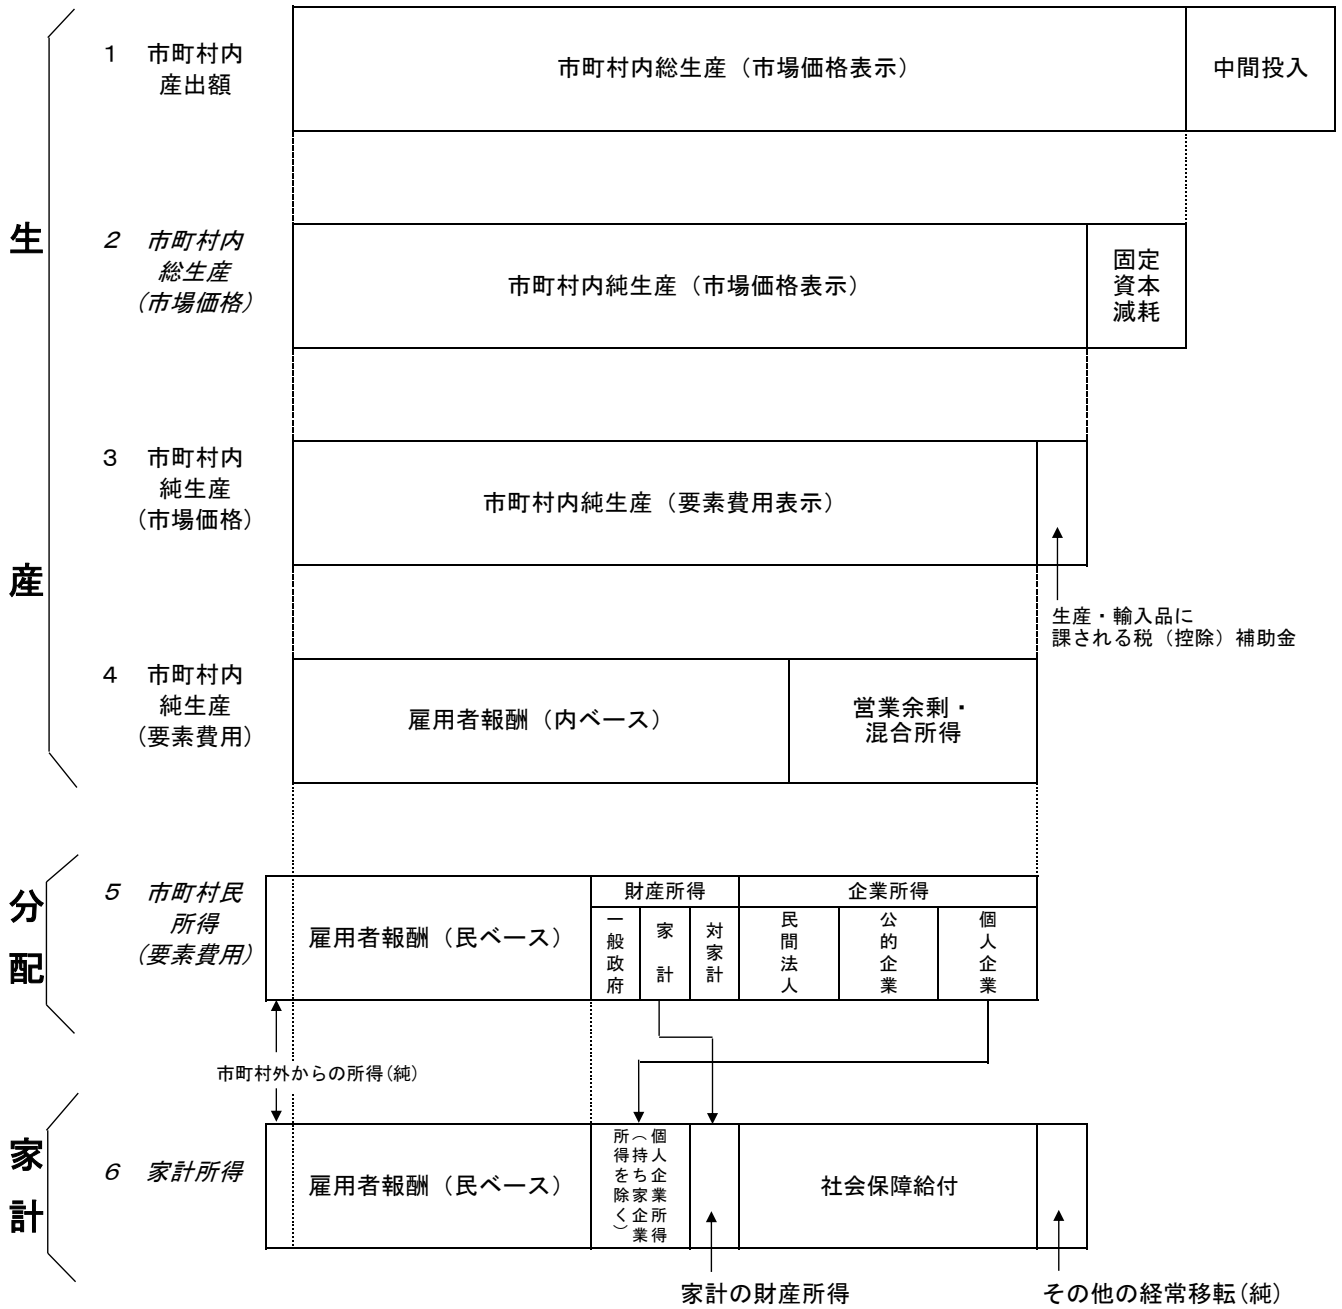 生
産
1 市町村内
産出額
市町村内総生産（市場価格表示）
中間投入
2 市町村内
総生産
（市場価格）
市町村内純生産（市場価格表示）
固定
資本
減耗
3 市町村内
純生産
（市場価格）
市町村内純生産（要素費用表示）
生産・輸入品に
課される税（控除）補助金
4 市町村内
純生産
（要素費用）
雇用者報酬（内ベース）
営業余剰・
混合所得
分
配
5 市町村民
所得
（要素費用）
雇用者報酬（民ベース）
財産所得
一般政府
家計
対家計
企業所得
民間法人
公的企業
個人企業
市町村外からの所得(純)
家
計
6 家計所得
雇用者報酬（民ベース）
個人企業所得
（持ち家企業
所得を除く）
社会保障給付
家計の財産所得
その他の経常移転(純)